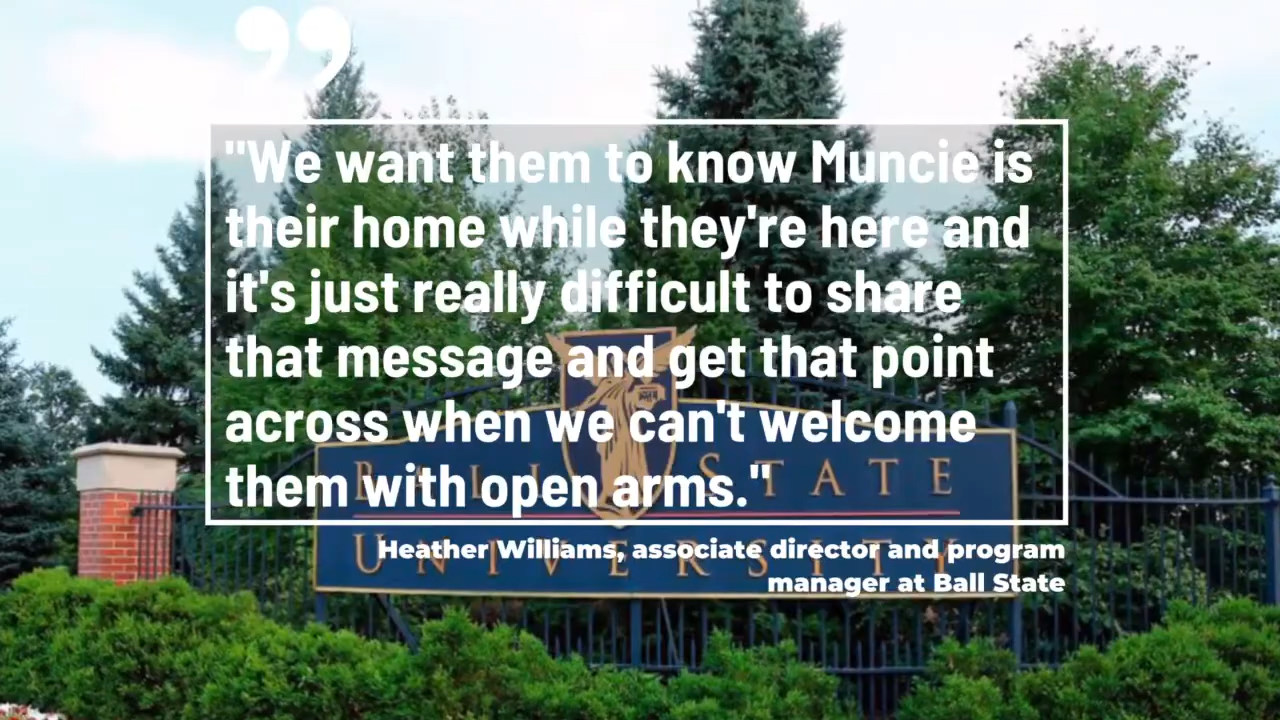 "We want them to know Muncie is
their home while they're here and
it's just really difficult to share
that message and get that point
across when we can't welcome
them with open arms."
BALL STATE
UNIVERSITY
Heather Williams, associate director and program
manager at Ball State